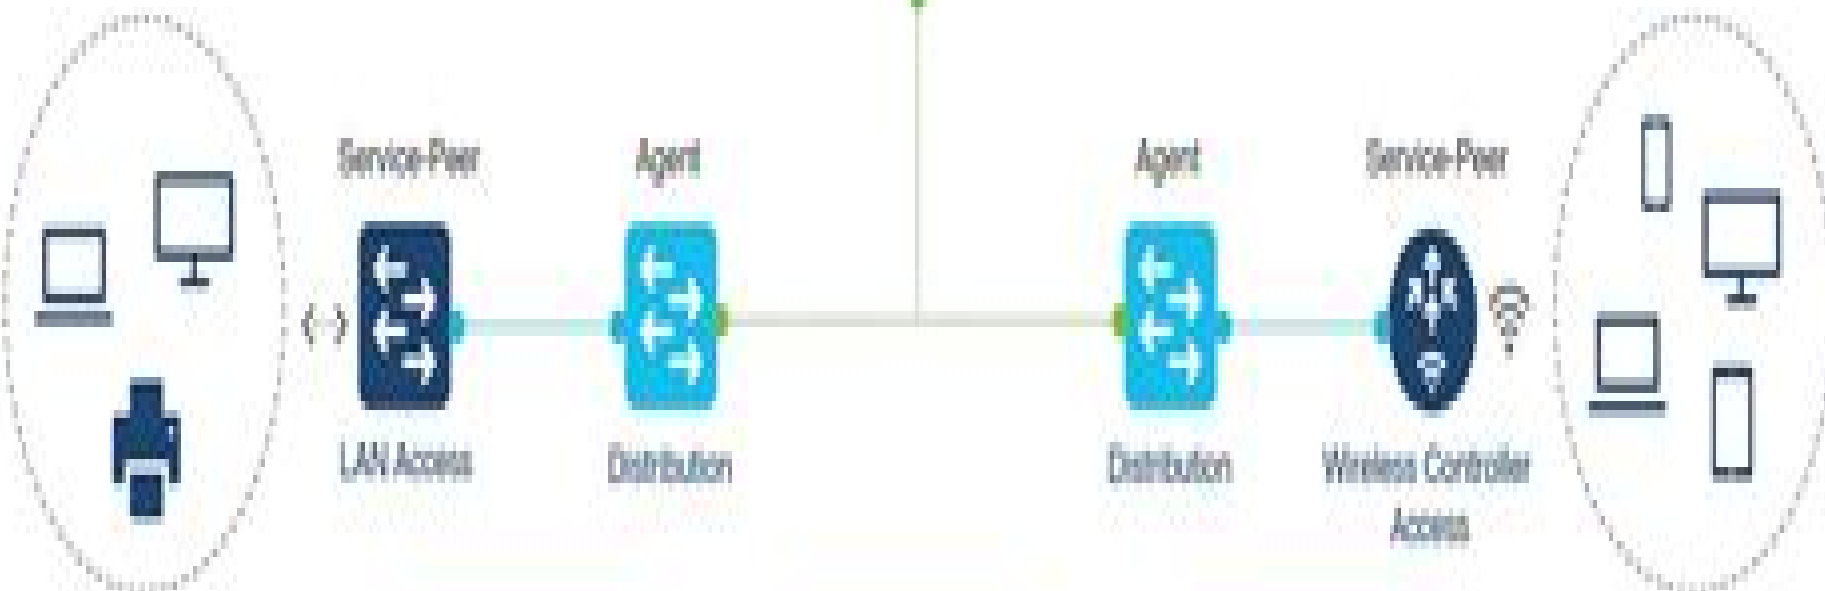 Service-Peer
Agent
Agent
Service-Peer
LAN Access
Distribution
Distribution
Wireless Controller
Access